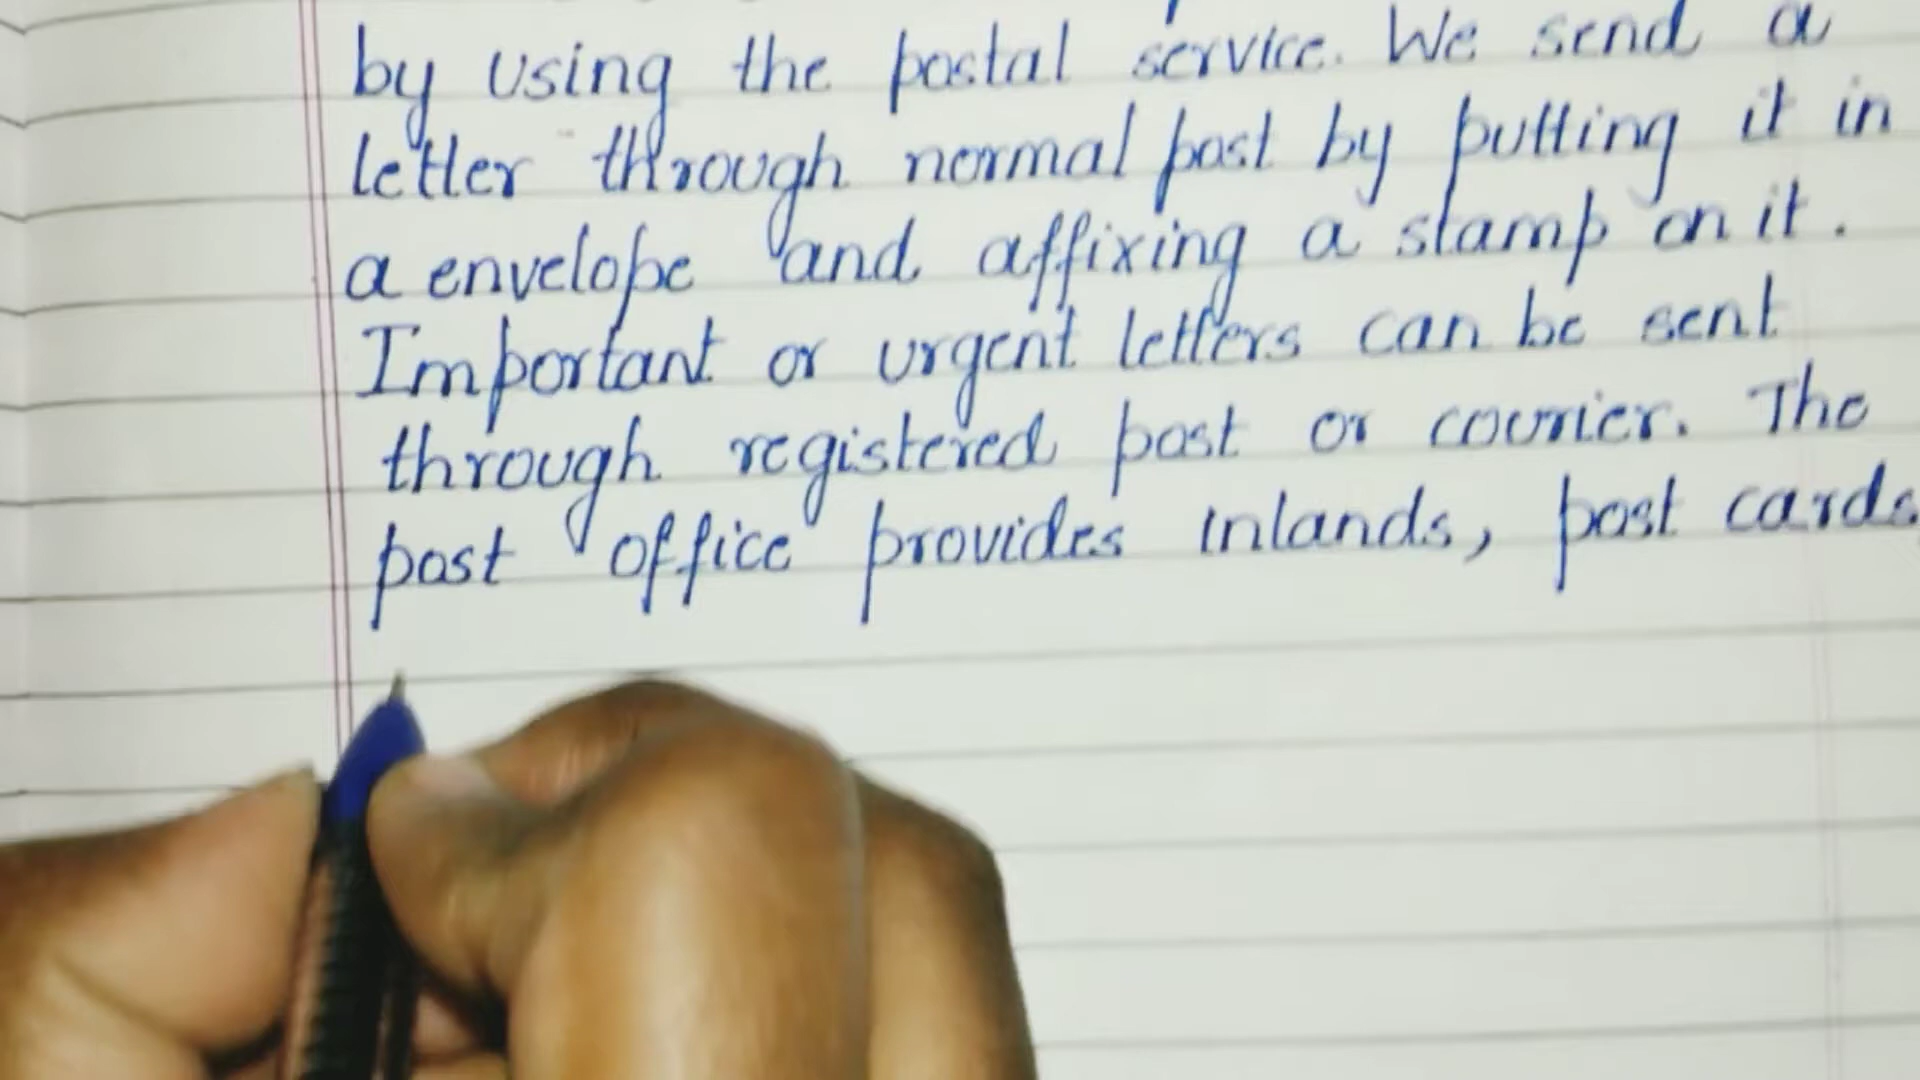 by using the postal service. We send a
letter through normal post by putting it in
a envelope and affixing a stamp on it.
Important or urgent letters can be sent
through registered post or courier. The
post office provides inlands, post cards